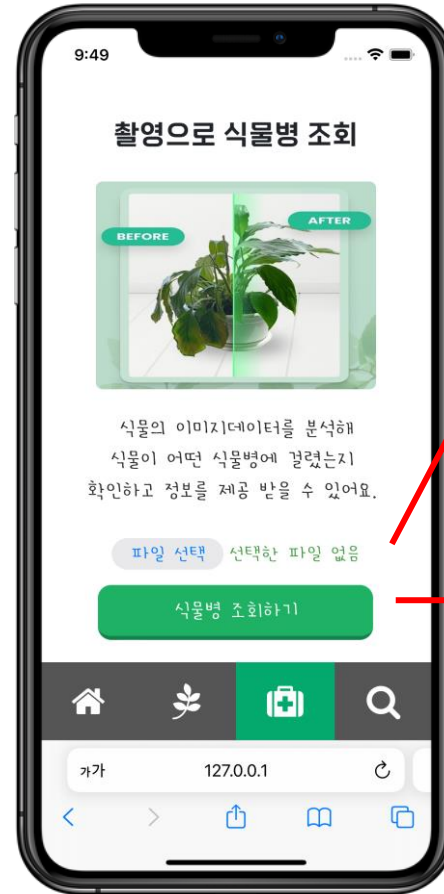 9:49
촬영으로 식물병 조회
BEFORE
AFTER
식물의 이미지데이터를 분석해
식물이 어떤 식물병에 걸렸는지
확인하고 정보를 제공 받을 수 있어요.
파일 선택 선택한 파일 없음
식물병 조회하기
가가 127.0.0.1